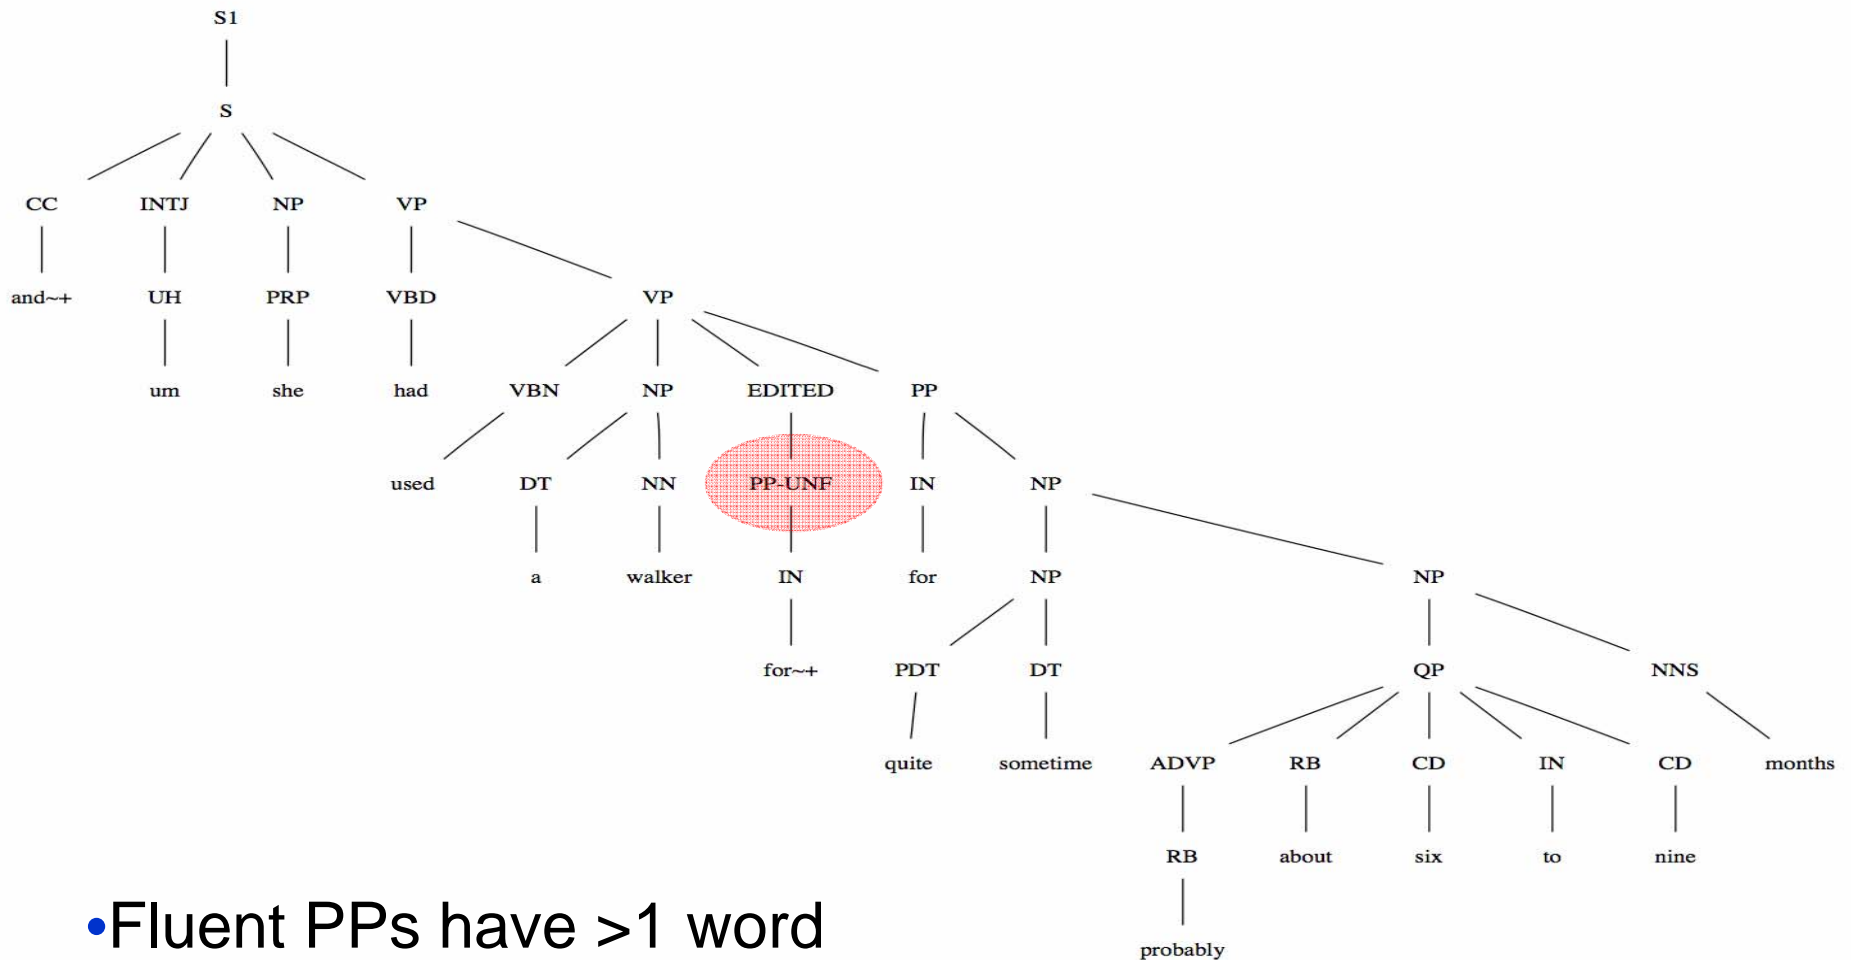 S1
S
CC INTJ NP VP
and~+ UH PRP VBD VP
um she had VBN NP EDITED PP
used DT NN PP-UNF IN NP
a walker IN for NP NP
for~+ PDT DT QP NNS
quite sometime ADVP RB CD IN CD months
RB about six to nine
•Fluent PPs have >1 word
probably